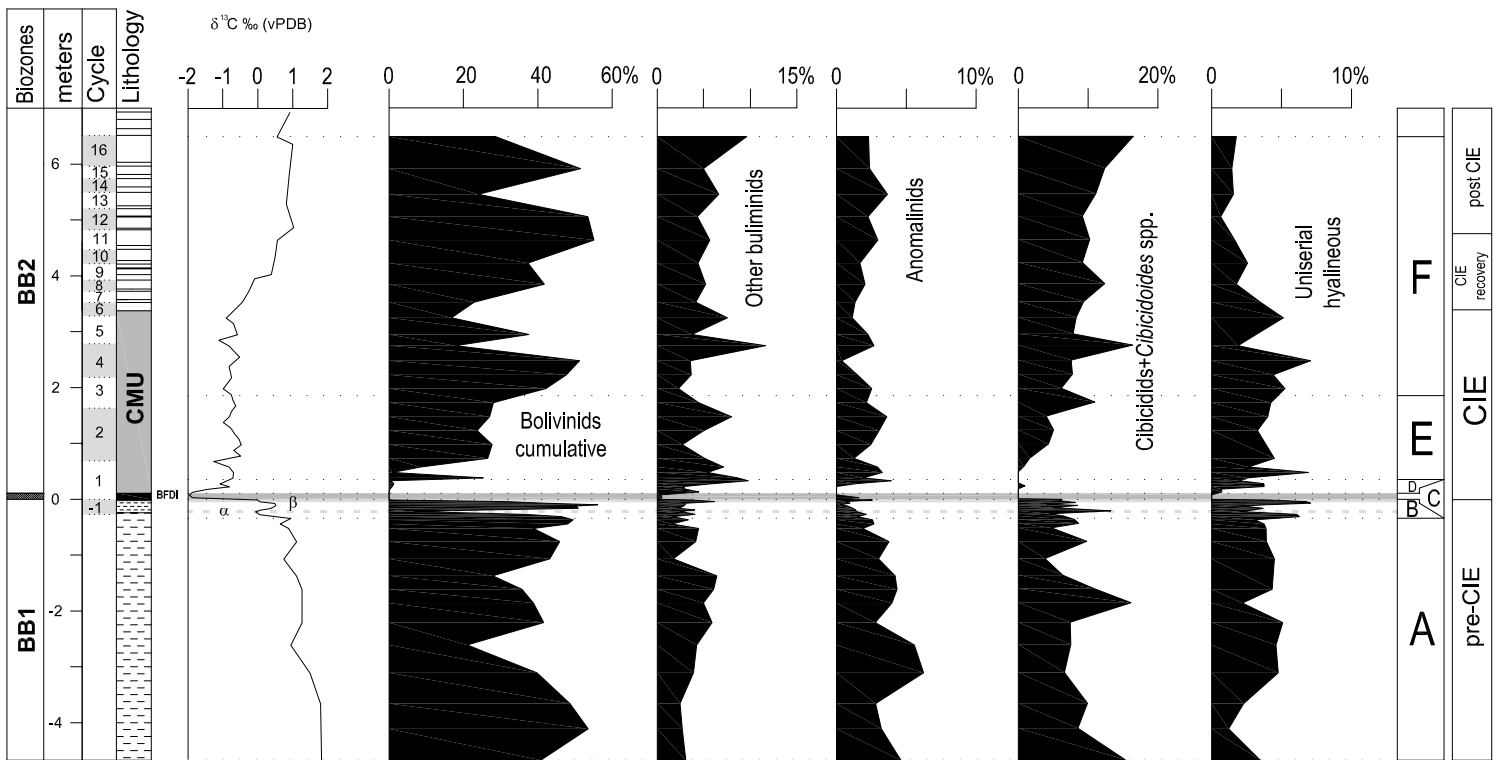 δ ¹³C ‰ (vPDB)
Biozones
meters
Cycle
Lithology
-2 -1 0 1 2
0 20 40 60%
0 15%
0 10%
0 20%
0 10%
BB2
BB1
6
4
2
0
-2
-4
16
15
14
13
12
11
10
9
8
7
6
5
4
3
2
1
-1
CMU
BFDI
α
β
Bolivinids
cumulative
Other buliminids
Anomalinids
Cibicidids+Cibicidoides spp.
Uniserial
hyalineous
F
E
D
C
B
A
post CIE
CIE
recovery
CIE
pre-CIE